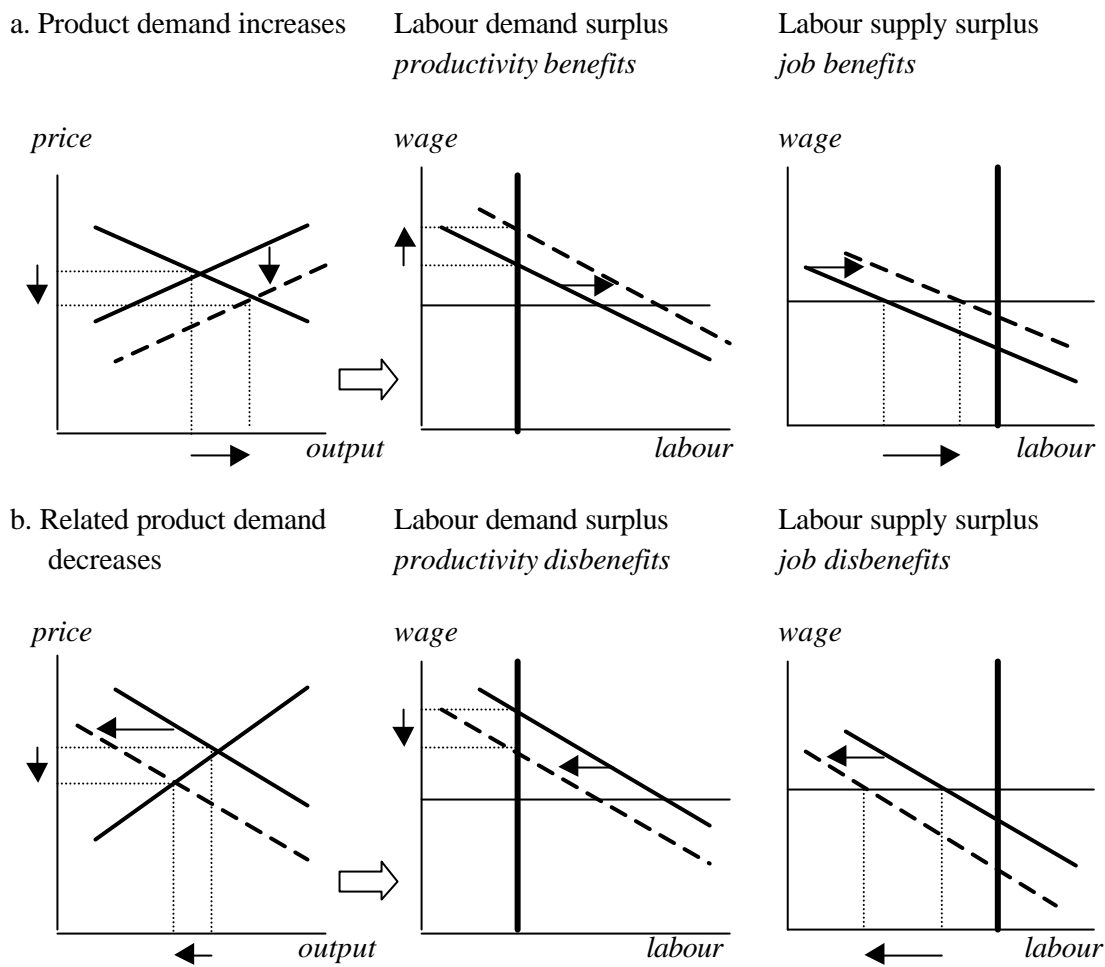 a. Product demand increases
Labour demand surplus
productivity benefits
Labour supply surplus
job benefits
price
output
wage
labour
wage
labour
b. Related product demand
decreases
Labour demand surplus
productivity disbenefits
Labour supply surplus
job disbenefits
price
output
wage
labour
wage
labour